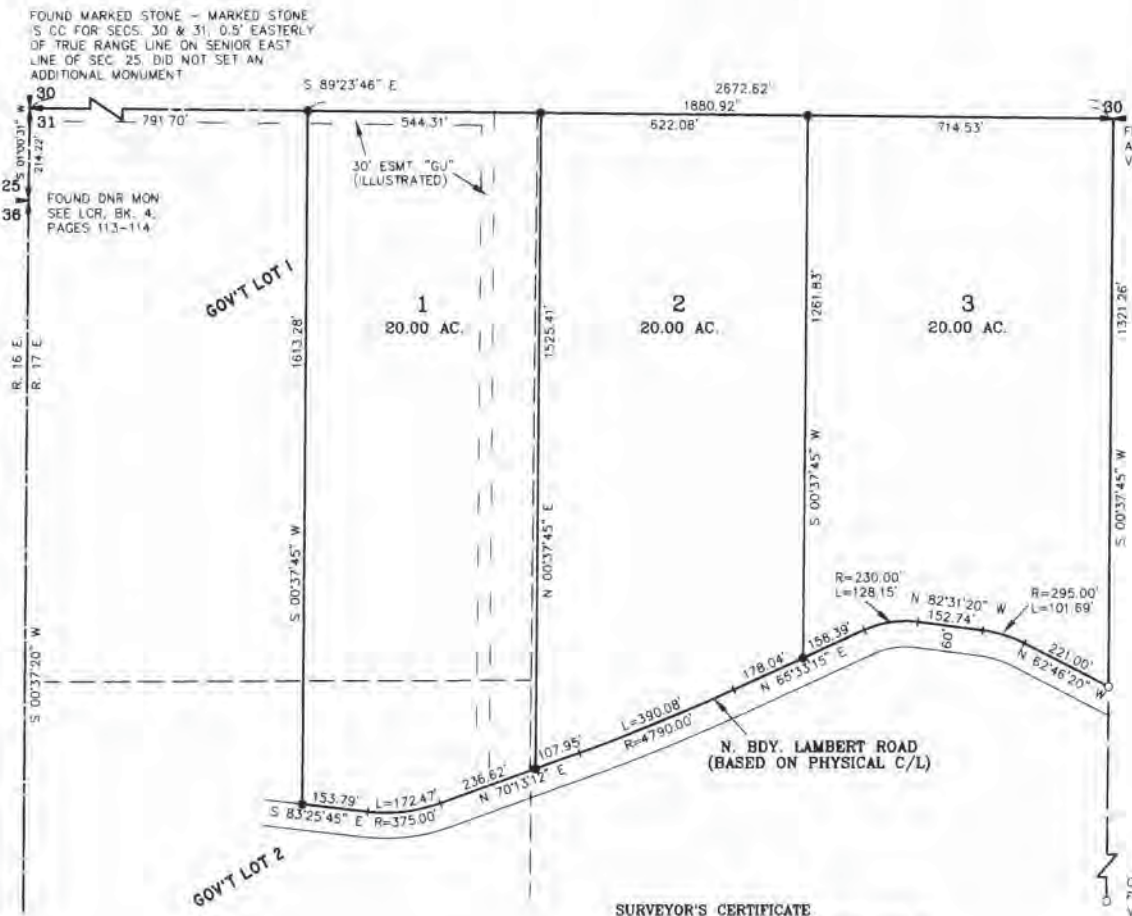 FOUND MARKED STONE – MARKED STONE
IS CC FOR SECS. 30 & 31, 0.5' EASTERLY
OF TRUE RANGE LINE ON SENIOR EAST
LINE OF SEC 25. DID NOT SET AN
ADDITIONAL MONUMENT
S 89°23'46" E
2672.62'
1880.92'
30
31
791.70'
544.31'
622.08'
714.53'
30
S 01°00'31" W
214.22'
25
36
30' ESMT. "GU"
(ILLUSTRATED)
FOUND DNR MON
SEE LCR, BK. 4,
PAGES 113-114
GOV'T LOT 1
R. 16 E.
R. 17 E.
1613.28'
1
20.00 AC.
1525.41'
2
20.00 AC.
1261.83'
3
20.00 AC.
1321.26'
S 00°37'45" W
N 00°37'45" E
S 00°37'45" W
S 00°37'45" W
S 00°37'20" W
R=230.00'
L=128.15'
N 82°31'20" W
152.74'
R=295.00'
L=101.69'
158.39'
60'
221.00'
N 62°46'20" W
178.04'
N 65°33'15" E
L=390.08'
R=4790.00'
107.95'
N. BDY. LAMBERT ROAD
(BASED ON PHYSICAL C/L)
236.62'
N 70°13'12" E
153.79'
L=172.47'
S 83°25'45" E
R=375.00'
GOV'T LOT 2
SURVEYOR'S CERTIFICATE